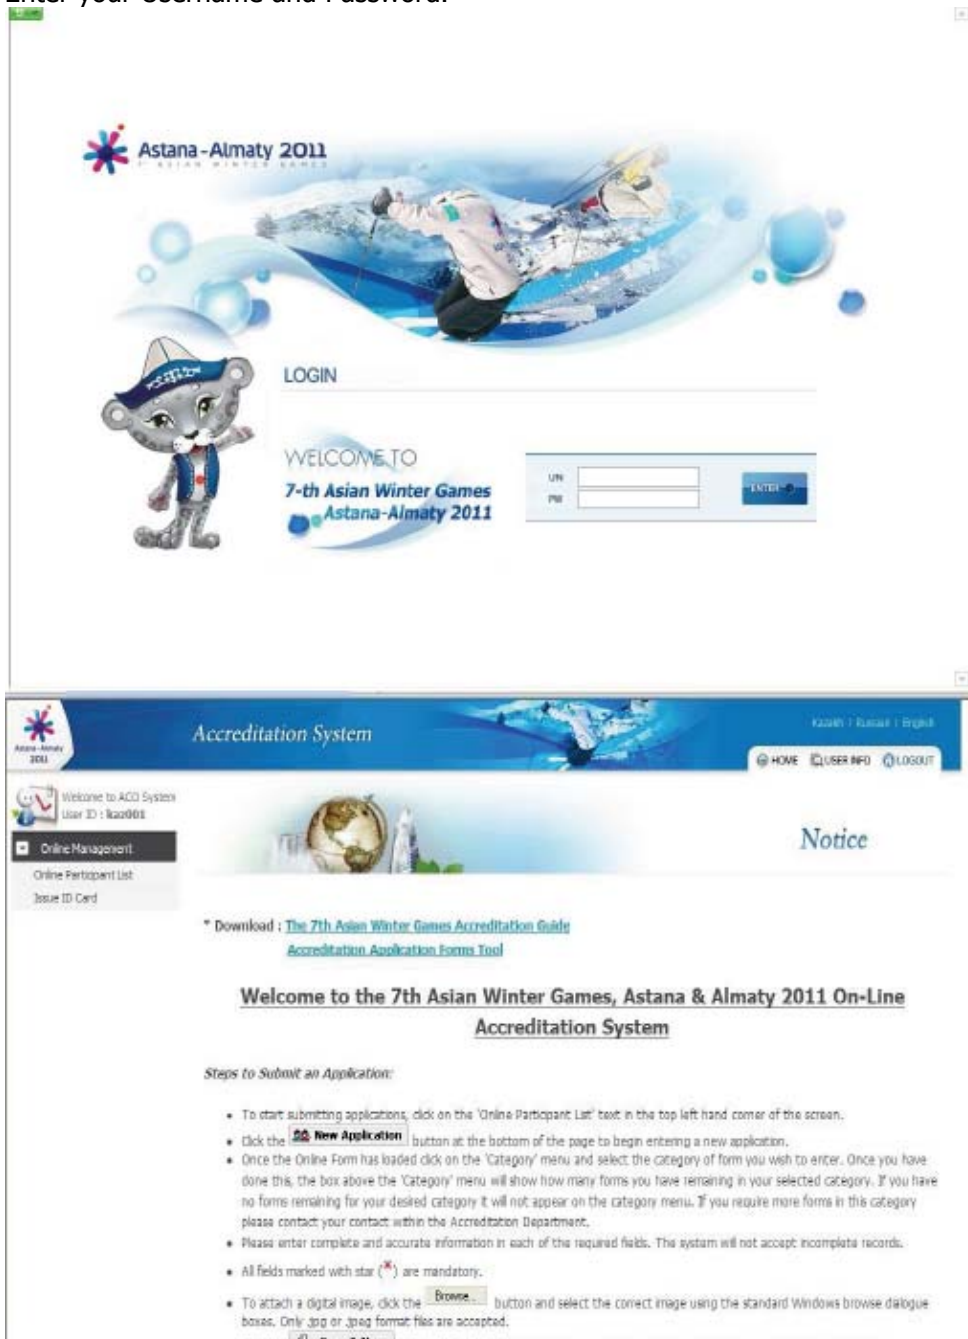 Enter your Username and Password.
Astana-Almaty 2011
7th ASIAN WINTER GAMES
LOGIN
WELCOME TO
7-th Asian Winter Games
Astana-Almaty 2011
UN
PW
ENTER
Astana-Almaty
2011
Accreditation System
Kazakh | Russian | English
HOME USER INFO LOGOUT
Welcome to ACO System
User ID : kaz001
Online Management
Online Participant List
Issue ID Card
Notice
* Download : The 7th Asian Winter Games Accreditation Guide
Accreditation Application Forms Tool
Welcome to the 7th Asian Winter Games, Astana & Almaty 2011 On-Line
Accreditation System
Steps to Submit an Application:
• To start submitting applications, click on the 'Online Participant List' text in the top left hand corner of the screen.
• Click the New Application button at the bottom of the page to begin entering a new application.
• Once the Online Form has loaded click on the 'Category' menu and select the category of form you wish to enter. Once you have
done this, the box above the 'Category' menu will show how many forms you have remaining in your selected category. If you have
no forms remaining for your desired category it will not appear on the category menu. If you require more forms in this category
please contact your contact within the Accreditation Department.
• Please enter complete and accurate information in each of the required fields. The system will not accept incomplete records.
• All fields marked with star (*) are mandatory.
• To attach a digital image, click the Browse... button and select the correct image using the standard Windows browse dialogue
boxes. Only jpg or jpeg format files are accepted.